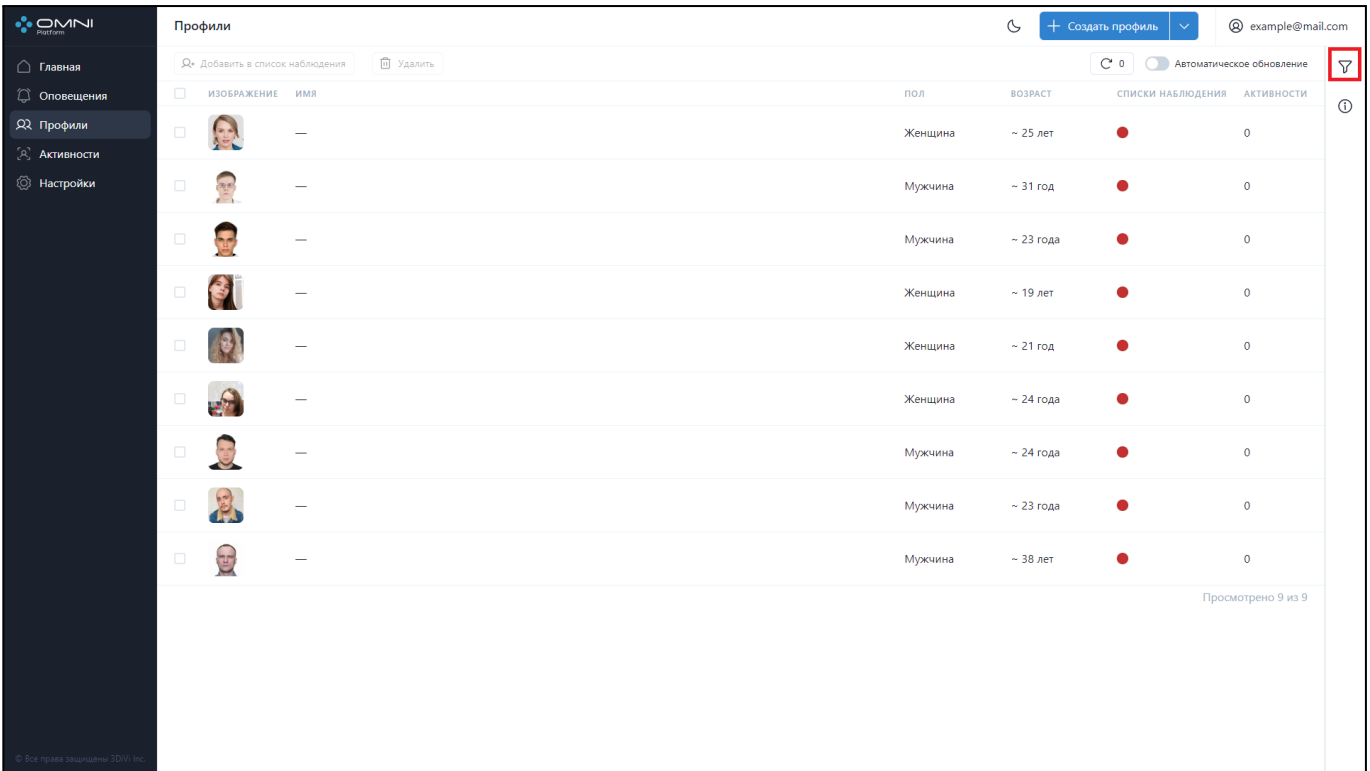 OMNI
Platform
Профили
Создать профиль
example@mail.com
Главная
Оповещения
Профили
Активности
Настройки
Добавить в список наблюдения
Удалить
0
Автоматическое обновление
ИЗОБРАЖЕНИЕ ИМЯ ПОЛ ВОЗРАСТ СПИСКИ НАБЛЮДЕНИЯ АКТИВНОСТИ
— Женщина ~ 25 лет 0
— Мужчина ~ 31 год 0
— Мужчина ~ 23 года 0
— Женщина ~ 19 лет 0
— Женщина ~ 21 год 0
— Женщина ~ 24 года 0
— Мужчина ~ 24 года 0
— Мужчина ~ 23 года 0
— Мужчина ~ 38 лет 0
Просмотрено 9 из 9
© Все права защищены 3DiVi Inc.